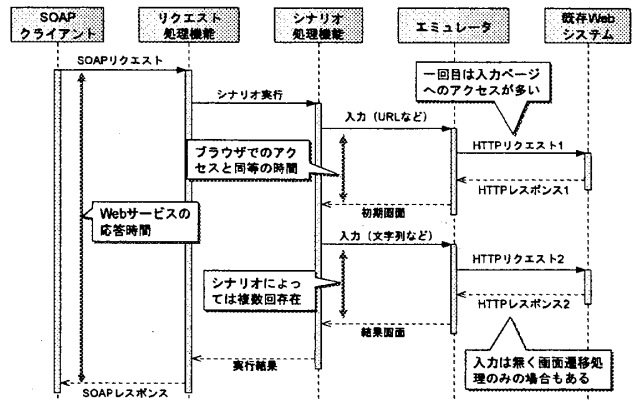 SOAP
クライアント
リクエスト
処理機能
シナリオ
処理機能
エミュレータ
既存Web
システム
SOAPリクエスト
シナリオ実行
一回目は入力ページ
へのアクセスが多い
入力（URLなど）
ブラウザでのアク
セスと同等の時間
HTTPリクエスト1
HTTPレスポンス1
初期画面
Webサービスの
応答時間
入力（文字列など）
HTTPリクエスト2
シナリオによっ
ては複数回存在
HTTPレスポンス2
結果画面
実行結果
入力は無く画面遷移処
理のみの場合もある
SOAPレスポンス